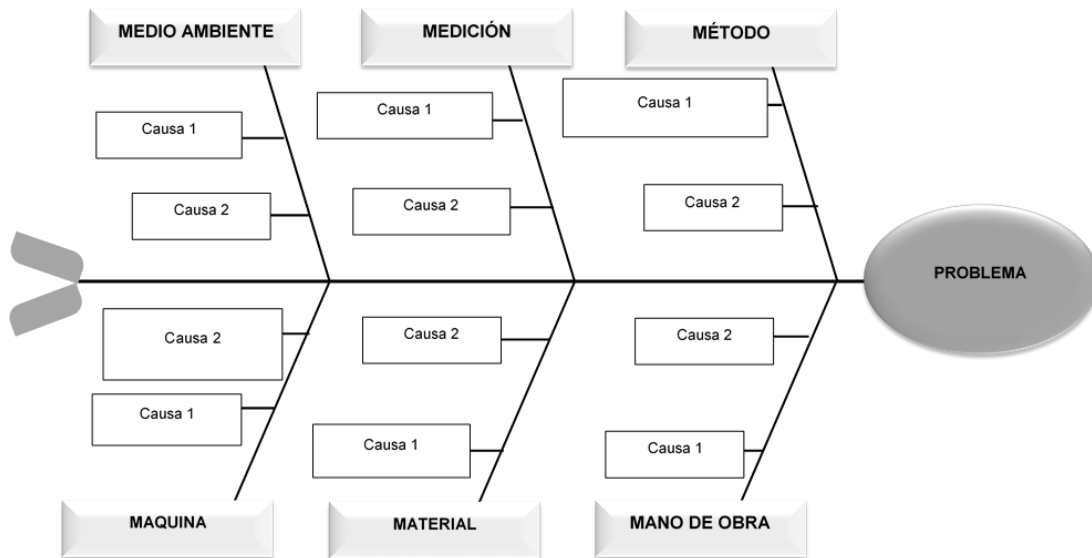 MEDIO AMBIENTE
MEDICIÓN
MÉTODO
Causa 1
Causa 1
Causa 1
Causa 2
Causa 2
Causa 2
PROBLEMA
Causa 2
Causa 2
Causa 2
Causa 1
Causa 1
Causa 1
MAQUINA
MATERIAL
MANO DE OBRA